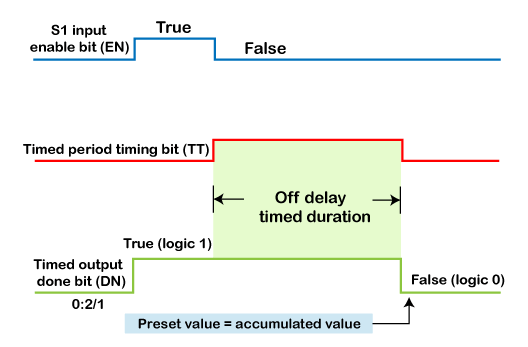 S1 input
enable bit (EN)
True
False
Timed period timing bit (TT)
Off delay
timed duration
True (logic 1)
Timed output
done bit (DN)
0:2/1
False (logic 0)
Preset value = accumulated value